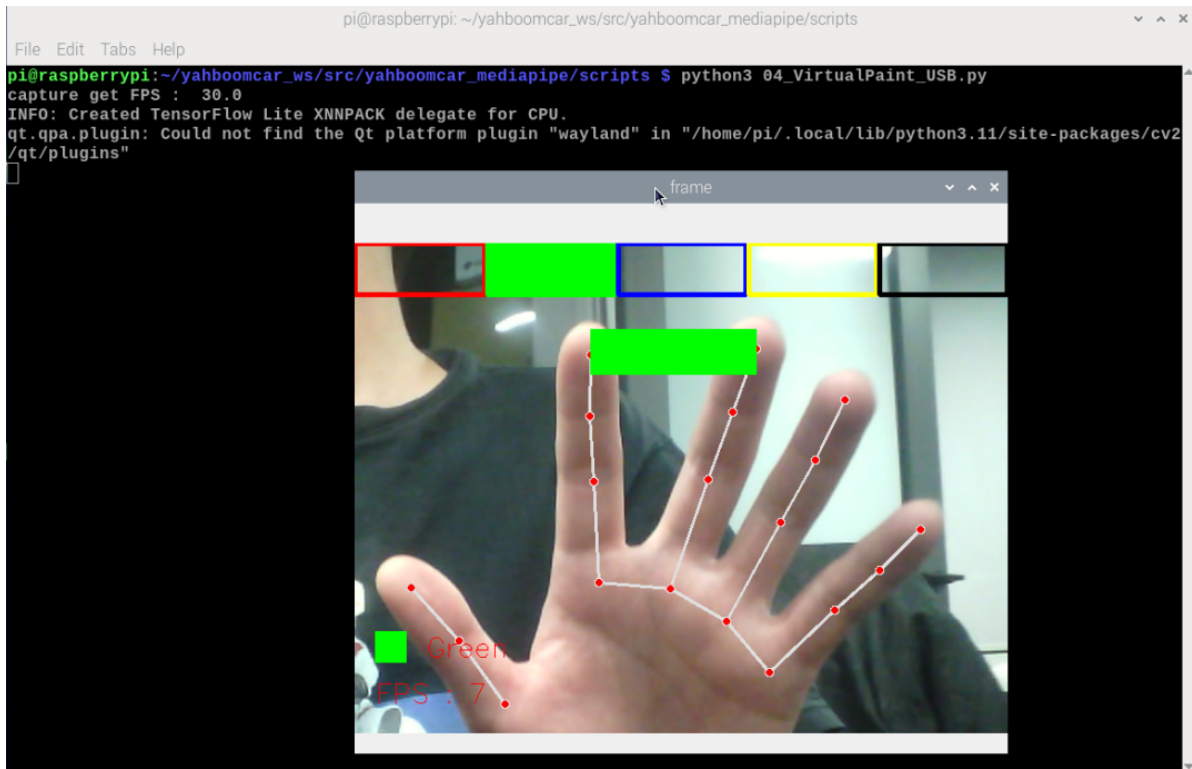 pi@raspberrypi: ~/yahboomcar_ws/src/yahboomcar_mediapipe/scripts
File Edit Tabs Help
pi@raspberrypi:~/yahboomcar_ws/src/yahboomcar_mediapipe/scripts $ python3 04_VirtualPaint_USB.py
capture get FPS :  30.0
INFO: Created TensorFlow Lite XNNPACK delegate for CPU.
qt.qpa.plugin: Could not find the Qt platform plugin "wayland" in "/home/pi/.local/lib/python3.11/site-packages/cv2
/qt/plugins"
frame
Green
FPS : 7